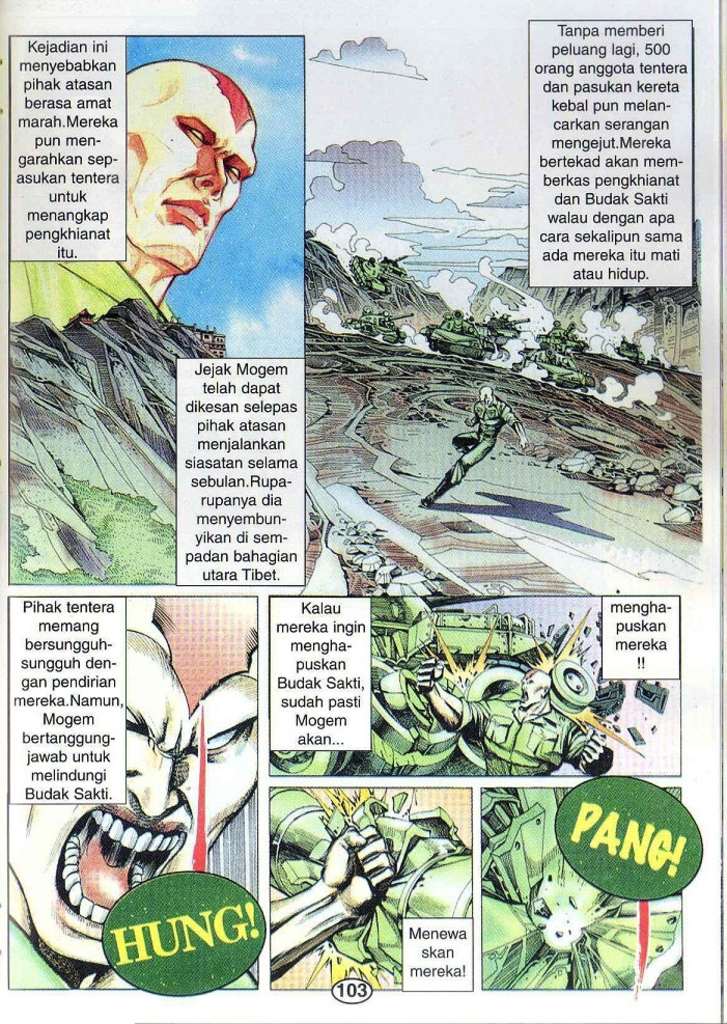 Kejadian ini
menyebabkan
pihak atasan
berasa amat
marah.Mereka
pun men-
garahkan sep-
asukan tentera
untuk
menangkap
pengkhianat
itu.
Tanpa memberi
peluang lagi, 500
orang anggota tentera
dan pasukan kereta
kebal pun melan-
carkan serangan
mengejut.Mereka
bertekad akan mem-
berkas pengkhianat
dan Budak Sakti
walau dengan apa
cara sekalipun sama
ada mereka itu mati
atau hidup.
Jejak Mogem
telah dapat
dikesan selepas
pihak atasan
menjalankan
siasatan selama
sebulan.Rupa-
rupanya dia
menyembun-
yikan di sem-
padan bahagian
utara Tibet.
Pihak tentera
memang
bersungguh-
sungguh den-
gan pendirian
mereka.Namun,
Mogem
bertanggung-
jawab untuk
melindungi
Budak Sakti.
HUNG!
Kalau
mereka ingin
mengha-
puskan
Budak Sakti,
sudah pasti
Mogem
akan...
mengha-
puskan
mereka
!!
Menewa
skan
mereka!
PANG!
103